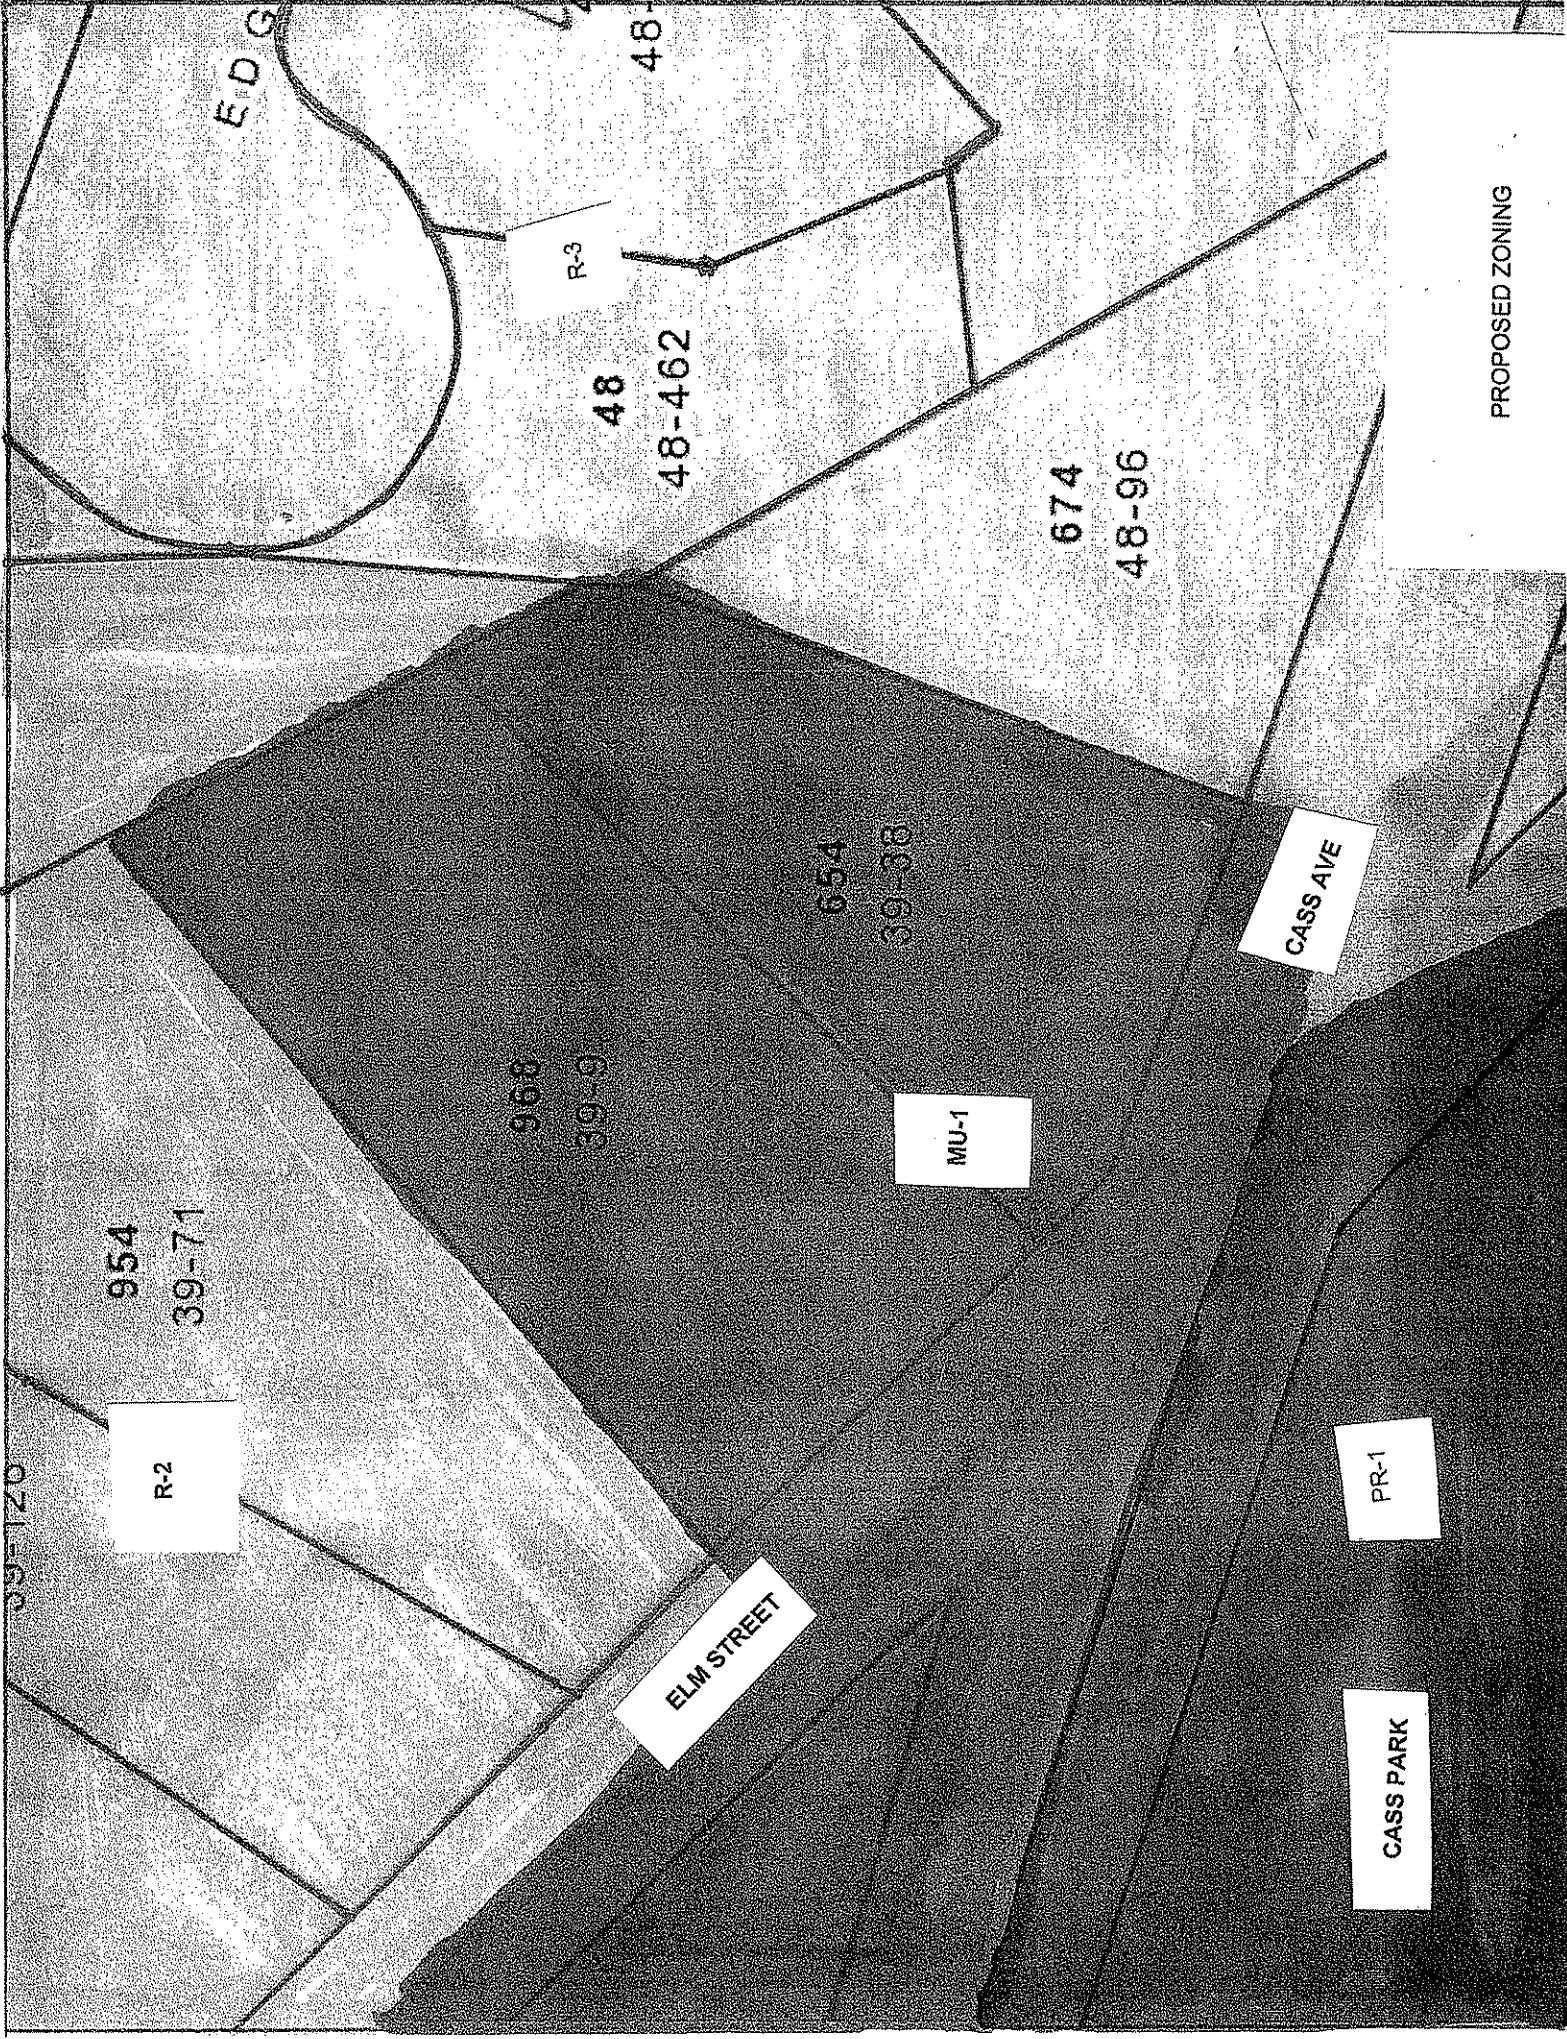 R-2
954
39-71
E D G
48-
R-3
48
48-462
968
39-9
654
39-38
674
48-96
MU-1
ELM STREET
CASS AVE
CASS PARK
PR-1
PROPOSED ZONING